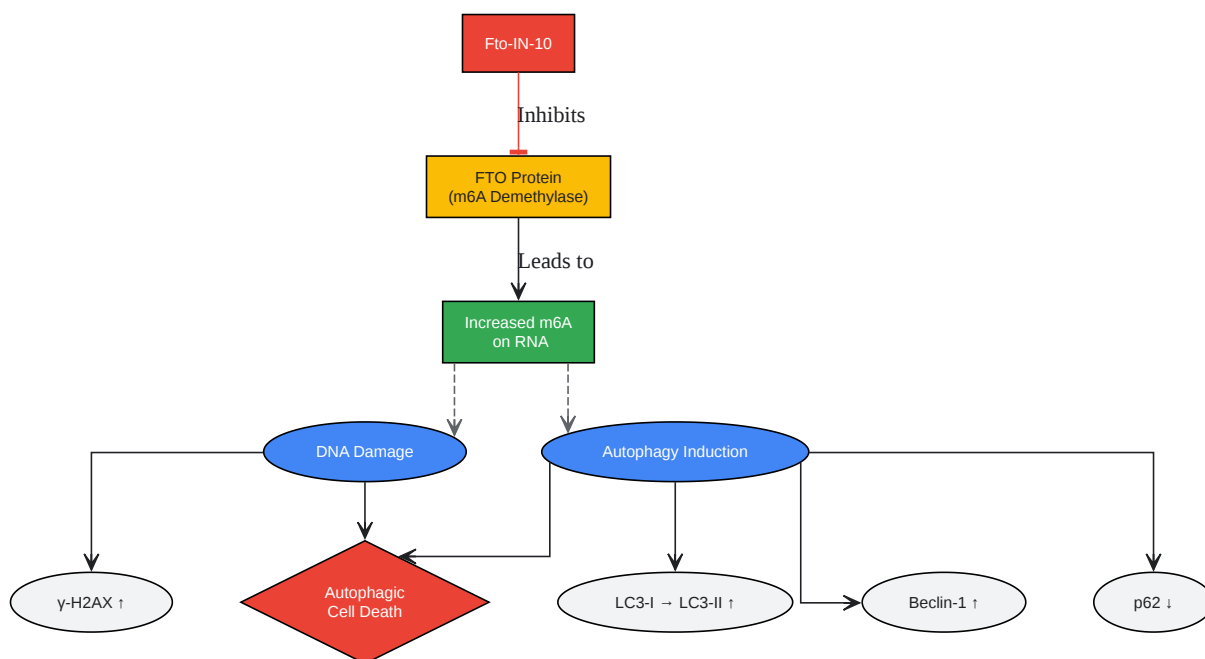 Fto-IN-10
Inhibits
FTO Protein
(m6A Demethylase)
Leads to
Increased m6A
on RNA
DNA Damage
Autophagy Induction
γ-H2AX ↑
Autophagic
Cell Death
LC3-I → LC3-II ↑
Beclin-1 ↑
p62 ↓